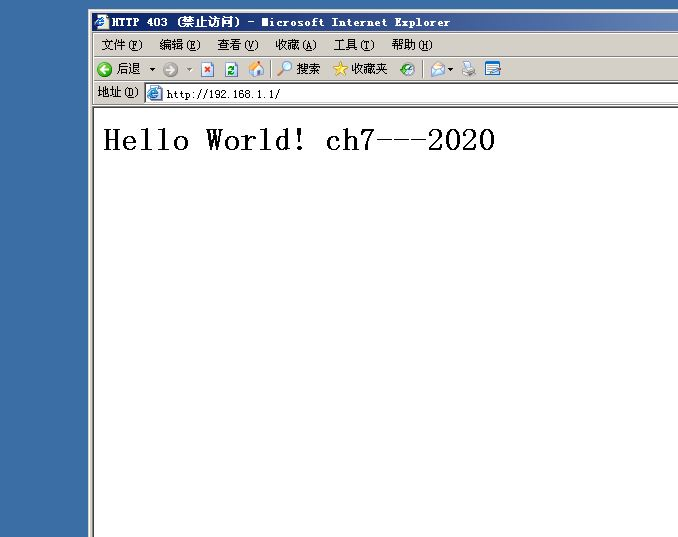 HTTP 403 (禁止访问) - Microsoft Internet Explorer
文件(F) 编辑(E) 查看(V) 收藏(A) 工具(T) 帮助(H)
后退 搜索 收藏夹
地址(D) http://192.168.1.1/
Hello World! ch7---2020